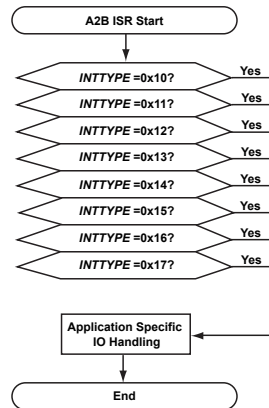 A2B ISR Start
INTTYPE =0x10?
Yes
INTTYPE =0x11?
Yes
INTTYPE =0x12?
Yes
INTTYPE =0x13?
Yes
INTTYPE =0x14?
Yes
INTTYPE =0x15?
Yes
INTTYPE =0x16?
Yes
INTTYPE =0x17?
Yes
Application Specific
IO Handling
End